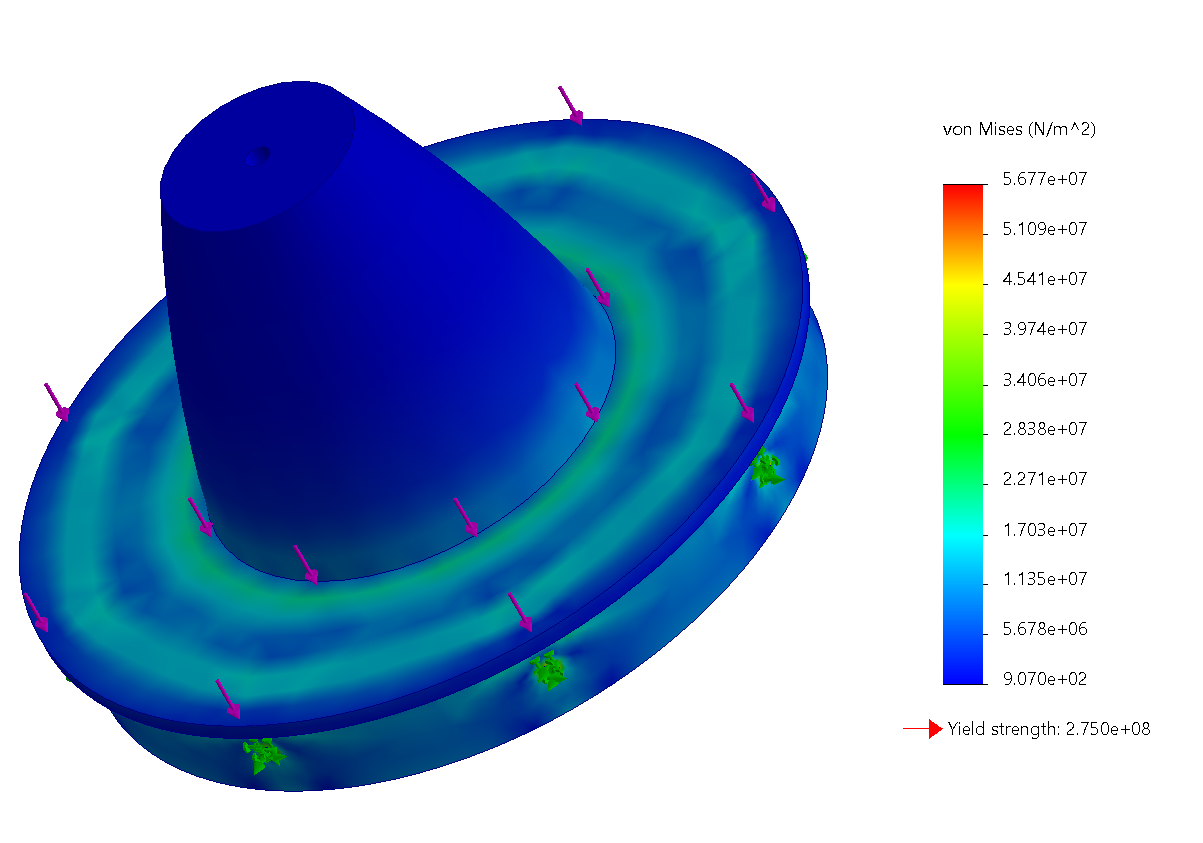 von Mises (N/m^2)
5.677e+07
5.109e+07
4.541e+07
3.974e+07
3.406e+07
2.838e+07
2.271e+07
1.703e+07
1.135e+07
5.678e+06
9.070e+02
Yield strength: 2.750e+08